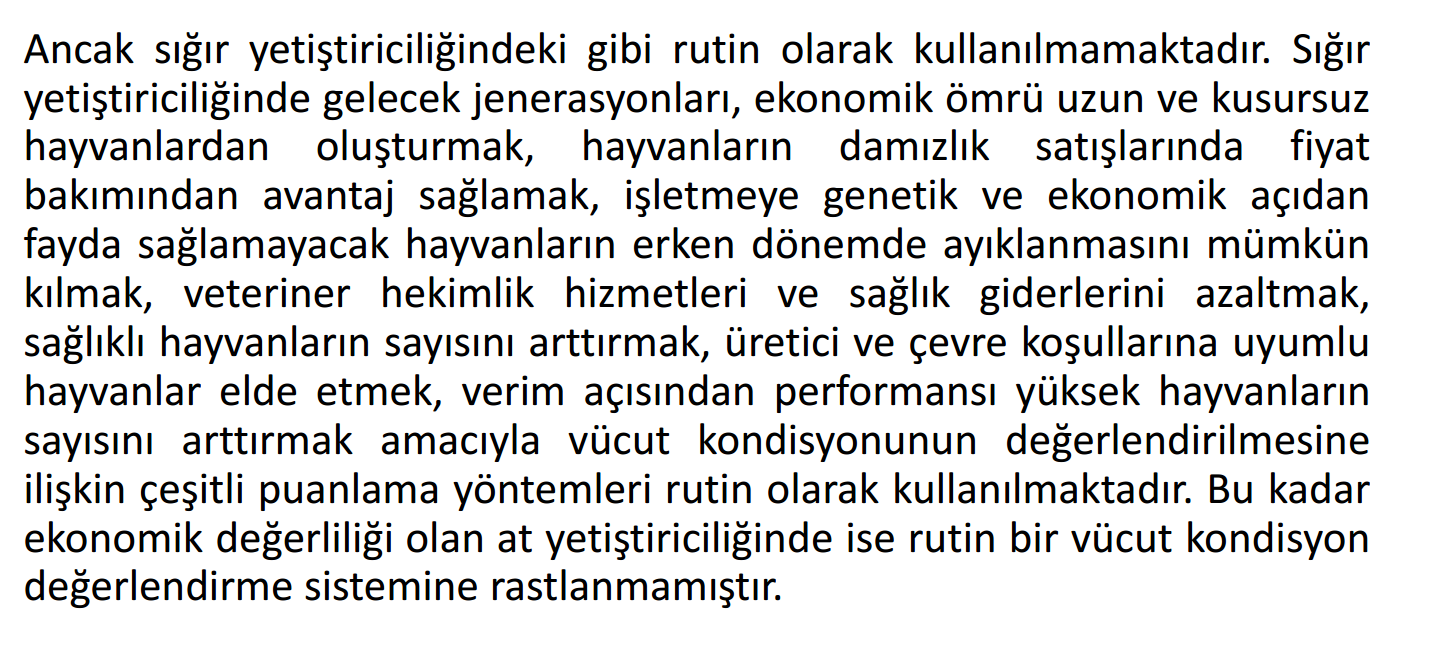 Ancak sığır yetiştiriciliğindeki gibi rutin olarak kullanılmamaktadır. Sığır
yetiştiriciliğinde gelecek jenerasyonları, ekonomik ömrü uzun ve kusursuz
hayvanlardan oluşturmak, hayvanların damızlık satışlarında fiyat
bakımından avantaj sağlamak, işletmeye genetik ve ekonomik açıdan
fayda sağlamayacak hayvanların erken dönemde ayıklanmasını mümkün
kılmak, veteriner hekimlik hizmetleri ve sağlık giderlerini azaltmak,
sağlıklı hayvanların sayısını arttırmak, üretici ve çevre koşullarına uyumlu
hayvanlar elde etmek, verim açısından performansı yüksek hayvanların
sayısını arttırmak amacıyla vücut kondisyonunun değerlendirilmesine
ilişkin çeşitli puanlama yöntemleri rutin olarak kullanılmaktadır. Bu kadar
ekonomik değerliliği olan at yetiştiriciliğinde ise rutin bir vücut kondisyon
değerlendirme sistemine rastlanmamıştır.